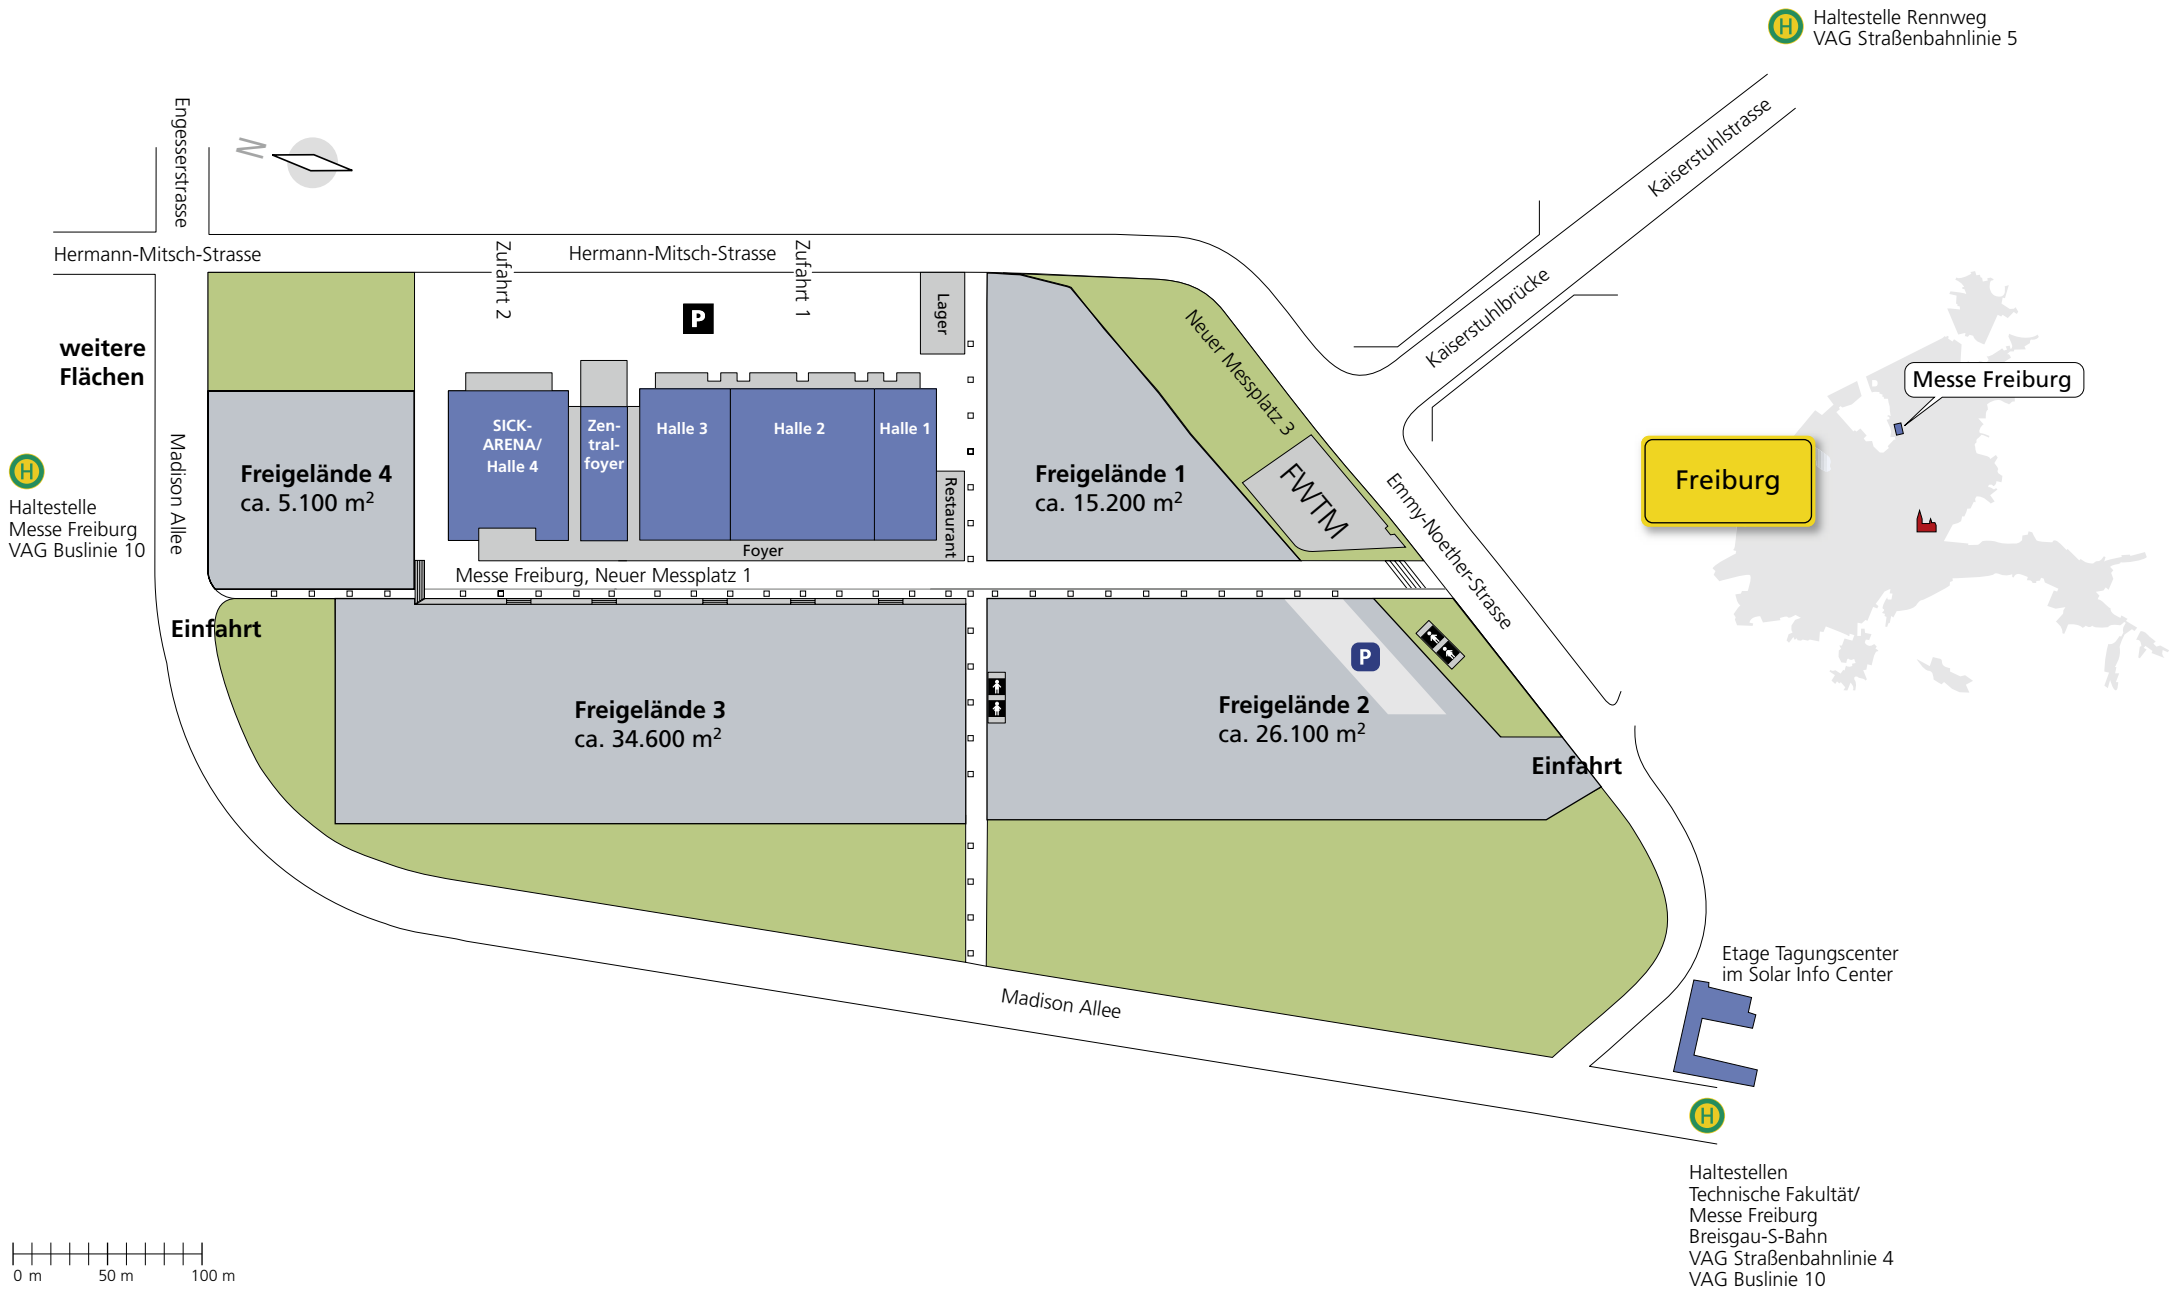 Haltestelle Rennweg
VAG Straßenbahnlinie 5
Engesserstrasse
N
Kaiserstuhlstrasse
Hermann-Mitsch-Strasse
Zufahrt 2
Hermann-Mitsch-Strasse
Zufahrt 1
Kaiserstuhlbrücke
Lager
P
weitere
Flächen
Neuer Messplatz 3
Messe Freiburg
SICK-
ARENA/
Halle 4
Zen-
tral-
foyer
Halle 3
Halle 2
Halle 1
Freiburg
Madison Allee
Freigelände 4
ca. 5.100 m²
Restaurant
Freigelände 1
ca. 15.200 m²
FWTM
Emmy-Noether-Strasse
H
Haltestelle
Messe Freiburg
VAG Buslinie 10
Foyer
Messe Freiburg, Neuer Messplatz 1
Einfahrt
P
Freigelände 3
ca. 34.600 m²
Freigelände 2
ca. 26.100 m²
Einfahrt
Etage Tagungscenter
im Solar Info Center
Madison Allee
H
Haltestellen
Technische Fakultät/
Messe Freiburg
Breisgau-S-Bahn
VAG Straßenbahnlinie 4
VAG Buslinie 10
0 m 50 m 100 m
H